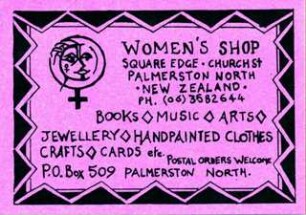 WOMEN'S SHOP
SQUARE EDGE · CHURCH ST
PALMERSTON NORTH
· NEW ZEALAND ·
PH. (06) 3582644
BOOKS ◇ MUSIC ◇ ARTS ◇
JEWELLERY ◇ HANDPAINTED CLOTHES
CRAFTS ◇ CARDS etc. POSTAL ORDERS WELCOME
P.O. Box 509 PALMERSTON NORTH.